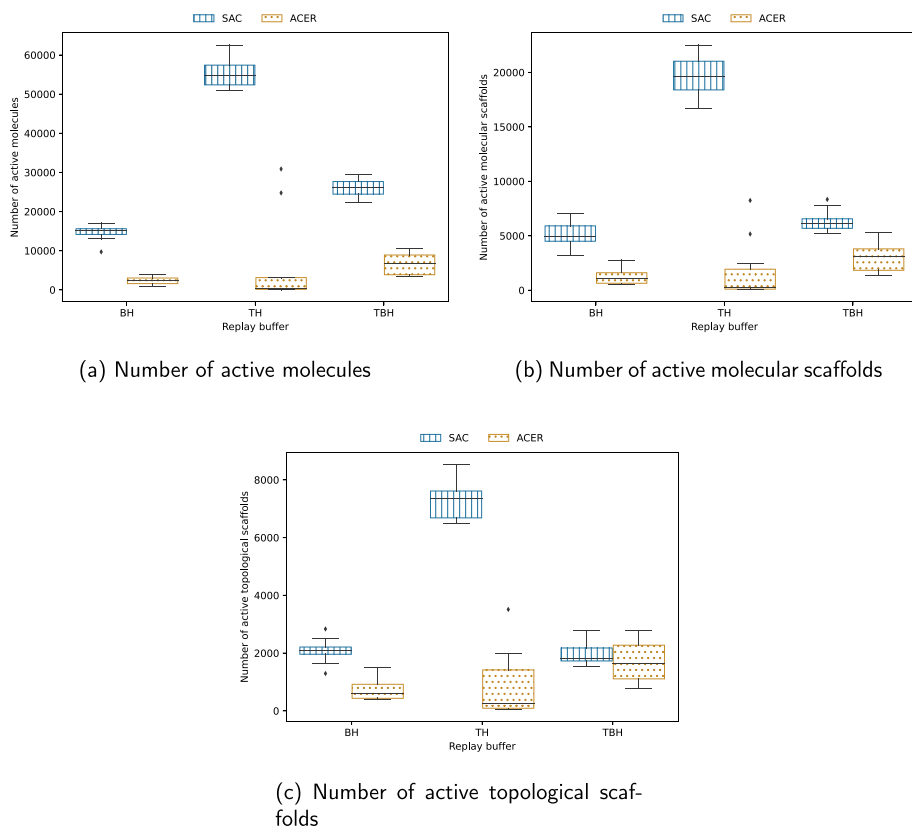 SAC ACER
Number of active molecules
60000
50000
40000
30000
20000
10000
0
BH TH TBH
Replay buffer
(a) Number of active molecules
SAC ACER
Number of active molecular scaffolds
20000
15000
10000
5000
0
BH TH TBH
Replay buffer
(b) Number of active molecular scaffolds
SAC ACER
Number of active topological scaffolds
8000
6000
4000
2000
0
BH TH TBH
Replay buffer
(c) Number of active topological scaf-
folds